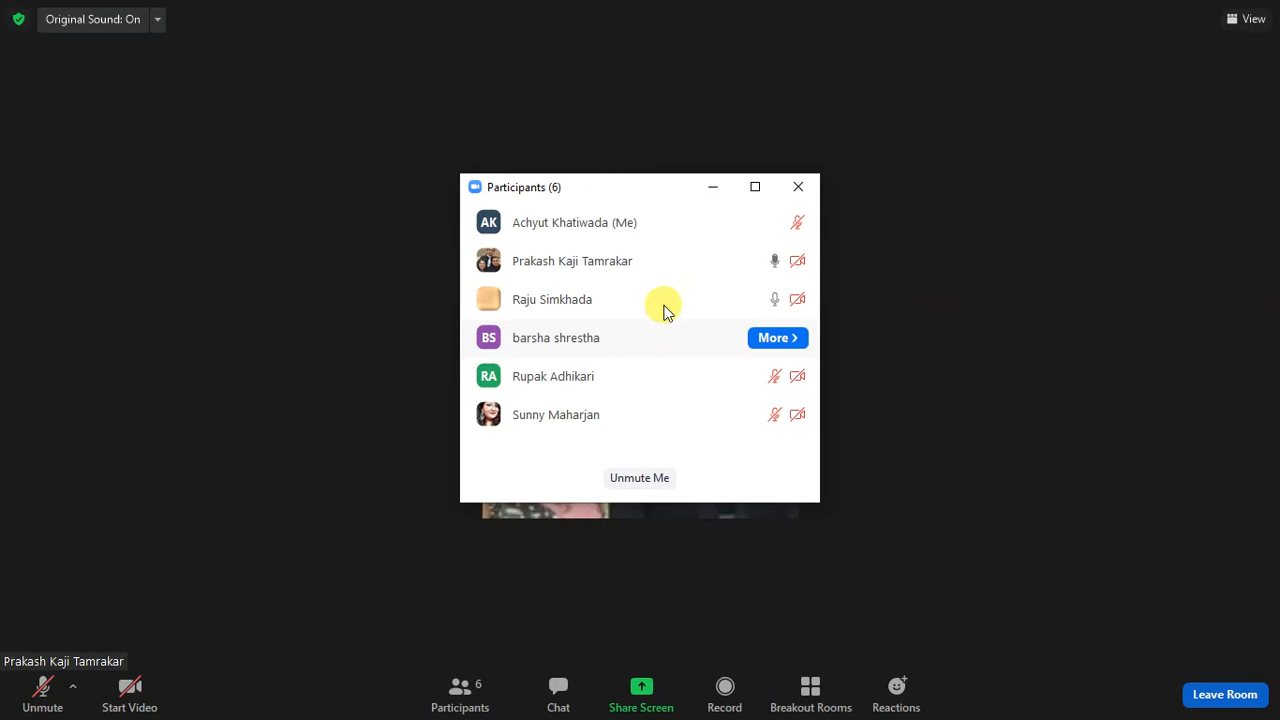 Original Sound: On
View
Participants (6)
AK Achyut Khatiwada (Me)
Prakash Kaji Tamrakar
Raju Simkhada
BS barsha shrestha More
RA Rupak Adhikari
Sunny Maharjan
Unmute Me
Prakash Kaji Tamrakar
6
Unmute Start Video Participants Chat Share Screen Record Breakout Rooms Reactions Leave Room